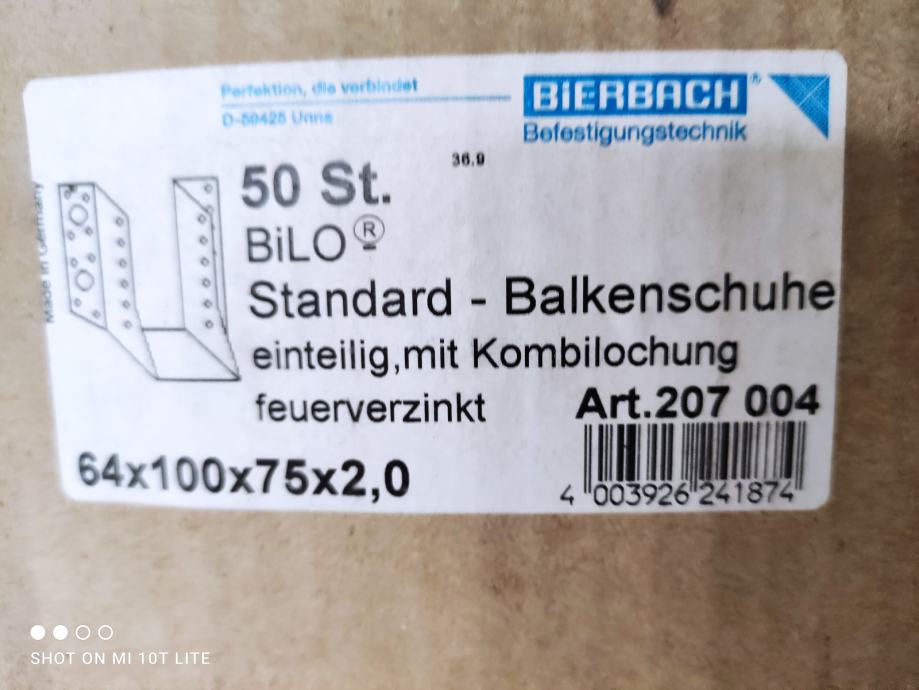 Perfektion, die verbindet
D-59425 Unna
BIERBACH®
Befestigungstechnik
36.9
50 St.
BiLO®
Standard - Balkenschuhe
einteilig,mit Kombilochung
feuerverzinkt
Art.207 004
64x100x75x2,0
4 003926 241874
Made in Germany
SHOT ON MI 10T LITE